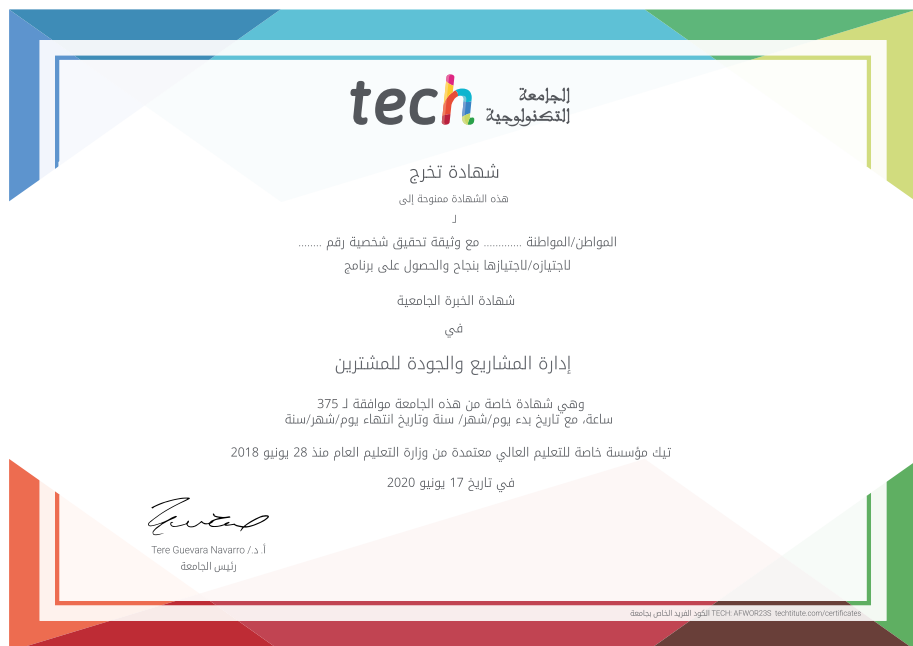 tech
الجامعة
التكنولوجية
شهادة تخرج
هذه الشهادة ممنوحة إلى
لـ
المواطن/المواطنة ............. مع وثيقة تحقيق شخصية رقم ........
لاجتيازه/لاجتيازها بنجاح والحصول على برنامج
شهادة الخبرة الجامعية
في
إدارة المشاريع والجودة للمشترين
وهي شهادة خاصة من هذه الجامعة موافقة لـ 375
ساعة، مع تاريخ بدء يوم/شهر/ سنة وتاريخ انتهاء يوم/شهر/سنة
تيك مؤسسة خاصة للتعليم العالي معتمدة من وزارة التعليم العام منذ 28 يونيو 2018
في تاريخ 17 يونيو 2020
أ. د./ Tere Guevara Navarro
رئيس الجامعة
الكود الفريد الخاص بجامعة TECH: AFWOR23S techtitute.com/certificates